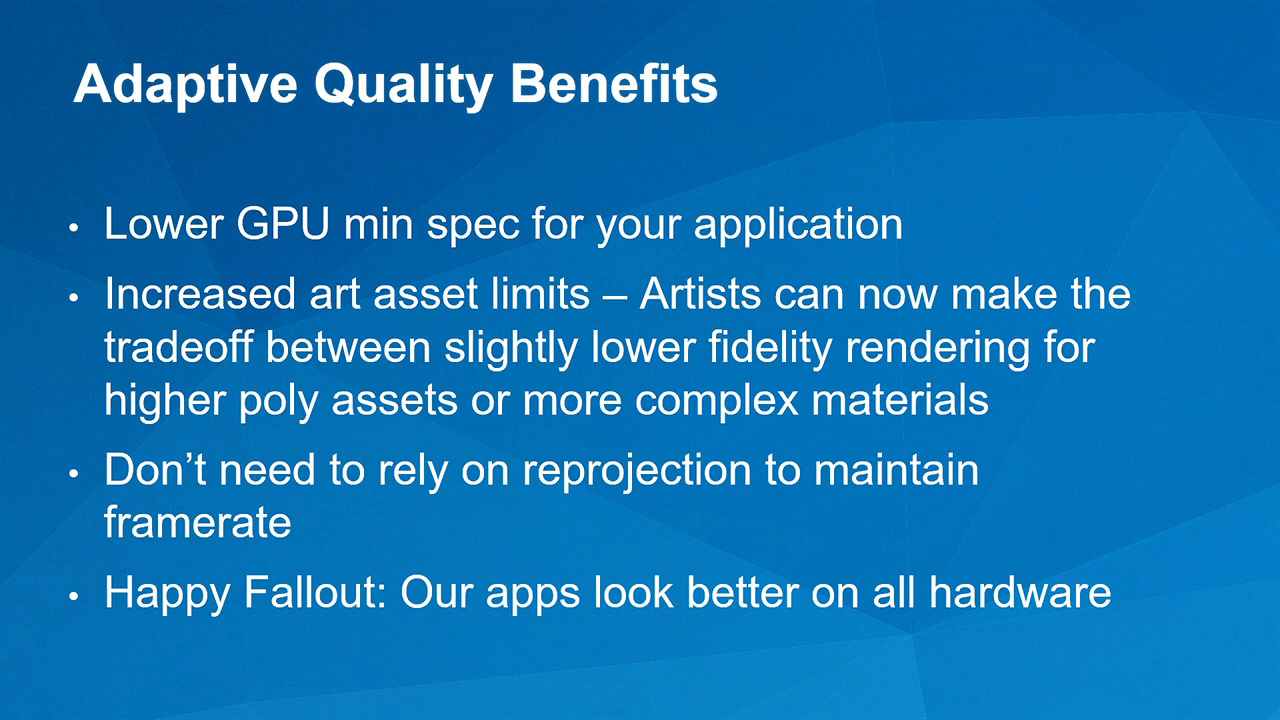 Adaptive Quality Benefits
• Lower GPU min spec for your application
• Increased art asset limits – Artists can now make the
tradeoff between slightly lower fidelity rendering for
higher poly assets or more complex materials
• Don’t need to rely on reprojection to maintain
framerate
• Happy Fallout: Our apps look better on all hardware